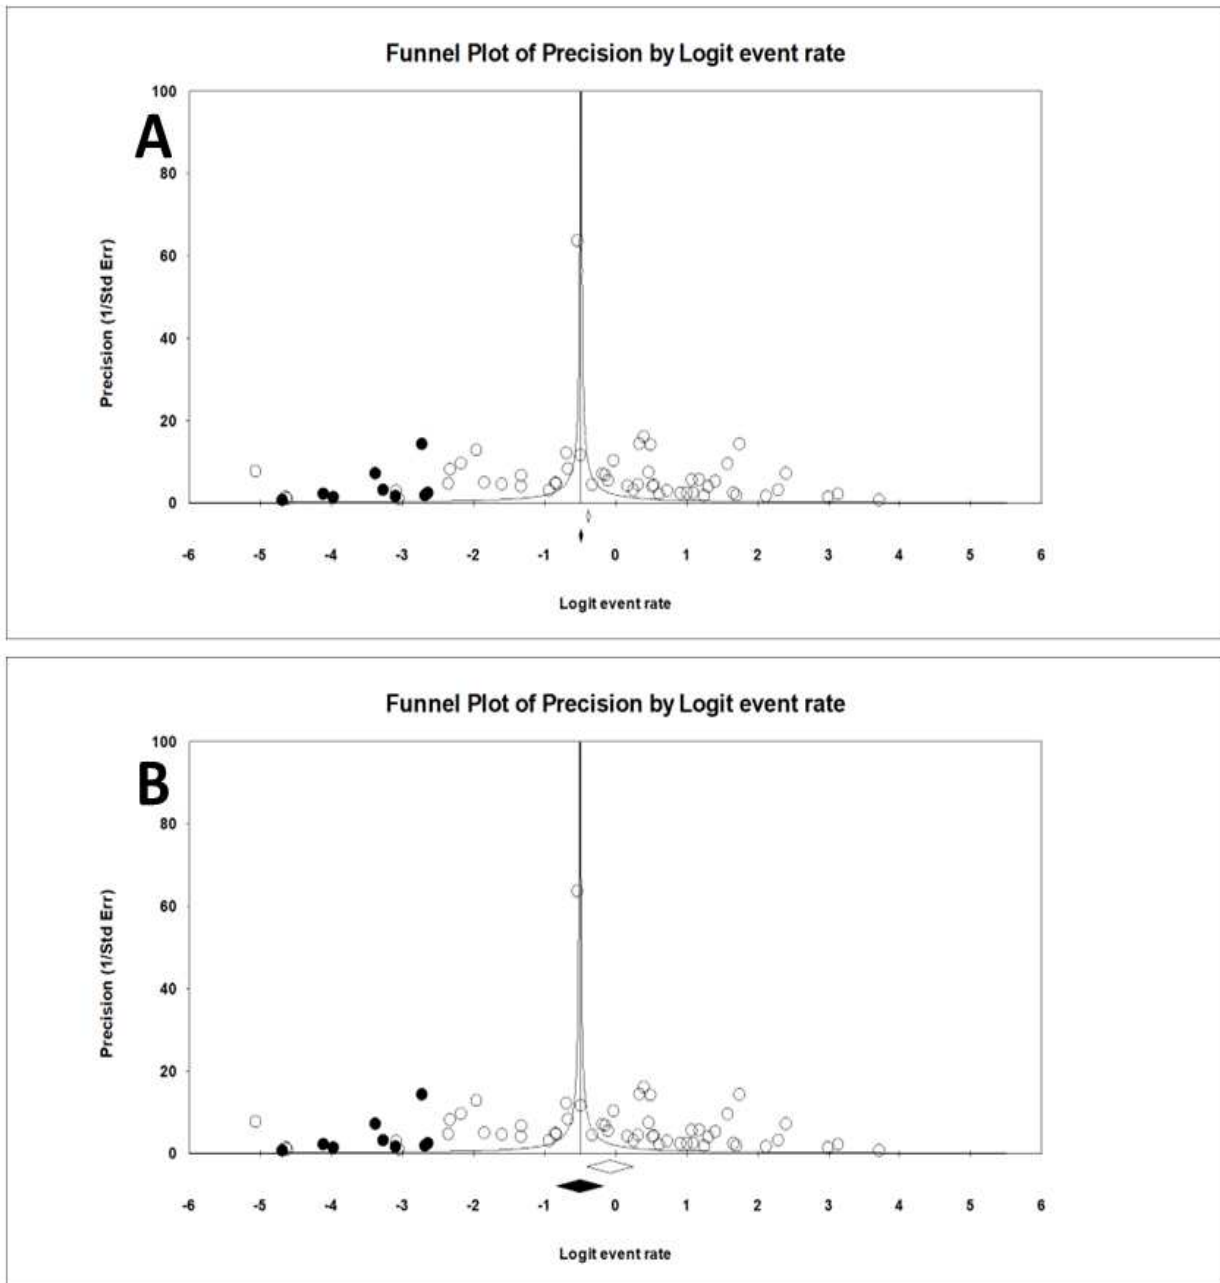 Funnel Plot of Precision by Logit event rate
A
100
80
60
40
20
0
Precision (1/Std Err)
-6 -5 -4 -3 -2 -1 0 1 2 3 4 5 6
Logit event rate
Funnel Plot of Precision by Logit event rate
B
100
80
60
40
20
0
Precision (1/Std Err)
-6 -5 -4 -3 -2 -1 0 1 2 3 4 5 6
Logit event rate